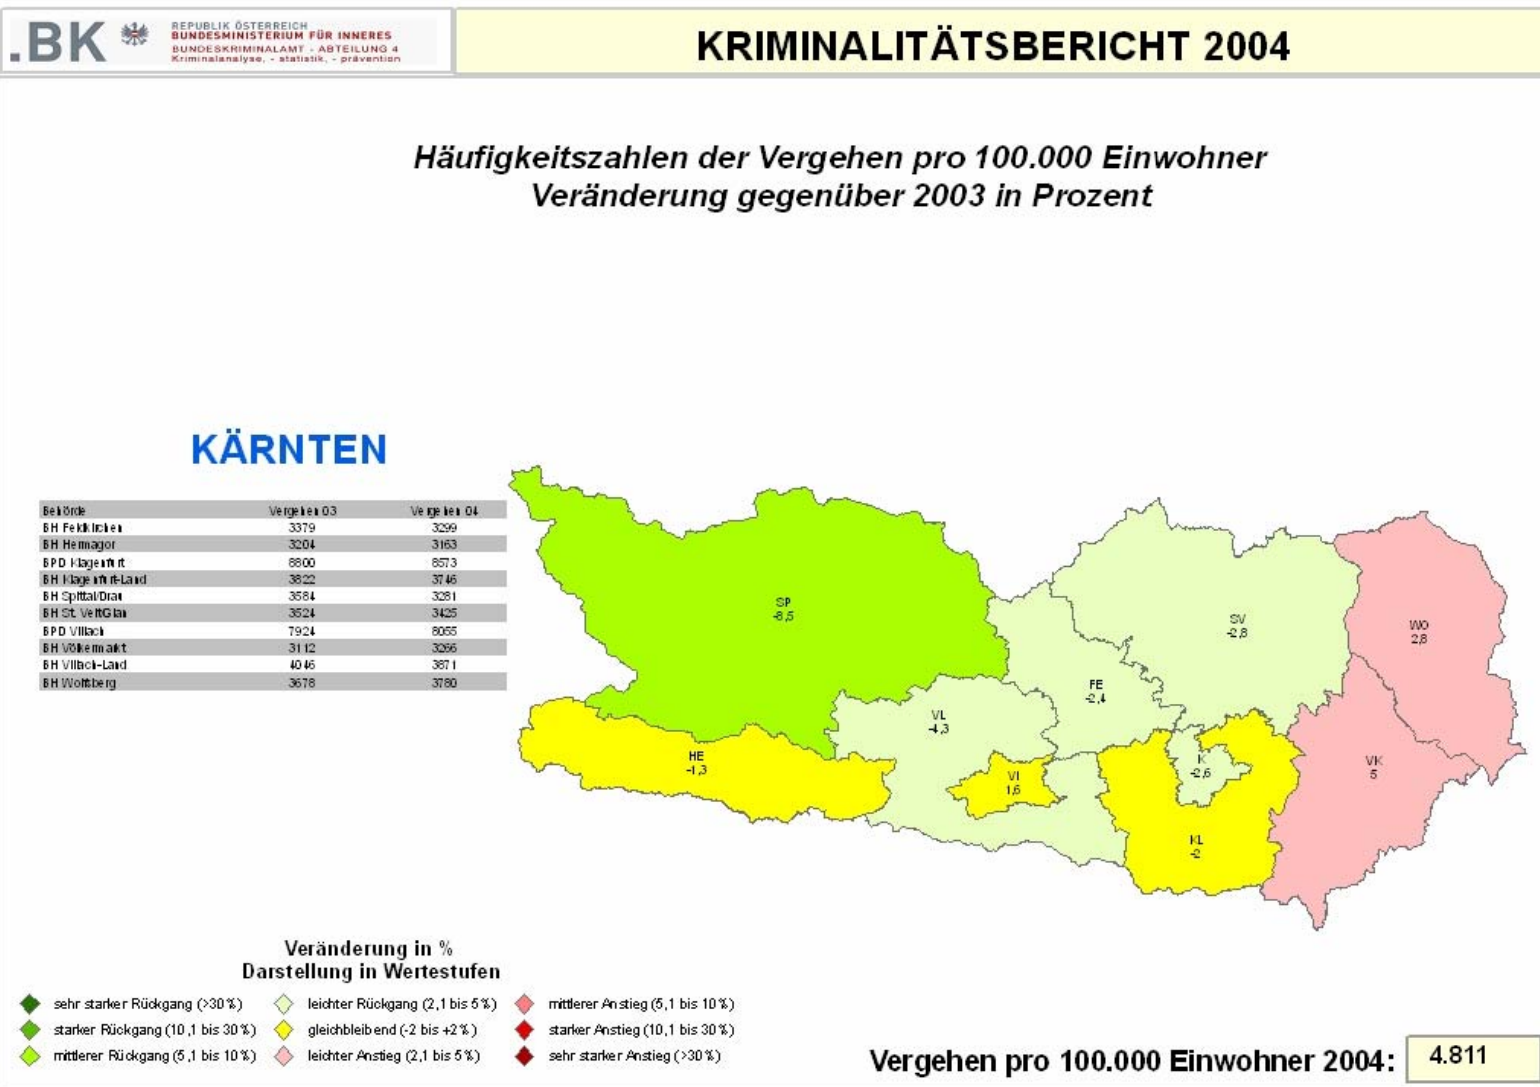 .BK
REPUBLIK ÖSTERREICH
BUNDESMINISTERIUM FÜR INNERES
BUNDESKRIMINALAMT - ABTEILUNG 4
Kriminalanalyse, - statistik, - prävention
KRIMINALITÄTSBERICHT 2004
Häufigkeitszahlen der Vergehen pro 100.000 Einwohner
Veränderung gegenüber 2003 in Prozent
KÄRNTEN
Behörde Vergehen 03 Vergehen 04
BH Feldkirchen 3379 3299
BH Hermagor 3204 3163
BPD Klagenfurt 8800 8573
BH Klagenfurt-Land 3822 3746
BH Spittal/Drau 3584 3281
BH St. Veit/Glan 3524 3425
BPD Villach 7924 8055
BH Völkermarkt 3112 3266
BH Villach-Land 4046 3871
BH Wolfsberg 3678 3780
SP
-8,5
SV
-2,8
WO
2,8
FE
-2,4
VL
-4,3
HE
-1,3
VI
1,6
K
-2,6
VK
5
KL
-2
Veränderung in %
Darstellung in Wertestufen
sehr starker Rückgang (>30%) leichter Rückgang (2,1 bis 5%) mittlerer Anstieg (5,1 bis 10%)
starker Rückgang (10,1 bis 30%) gleichbleibend (-2 bis +2%) starker Anstieg (10,1 bis 30%)
mittlerer Rückgang (5,1 bis 10%) leichter Anstieg (2,1 bis 5%) sehr starker Anstieg (>30%)
Vergehen pro 100.000 Einwohner 2004: 4.811